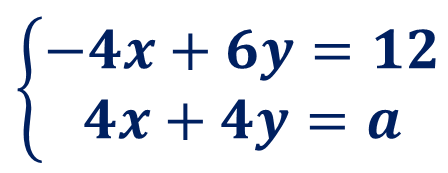 −4x + 6y = 12
4x + 4y = a